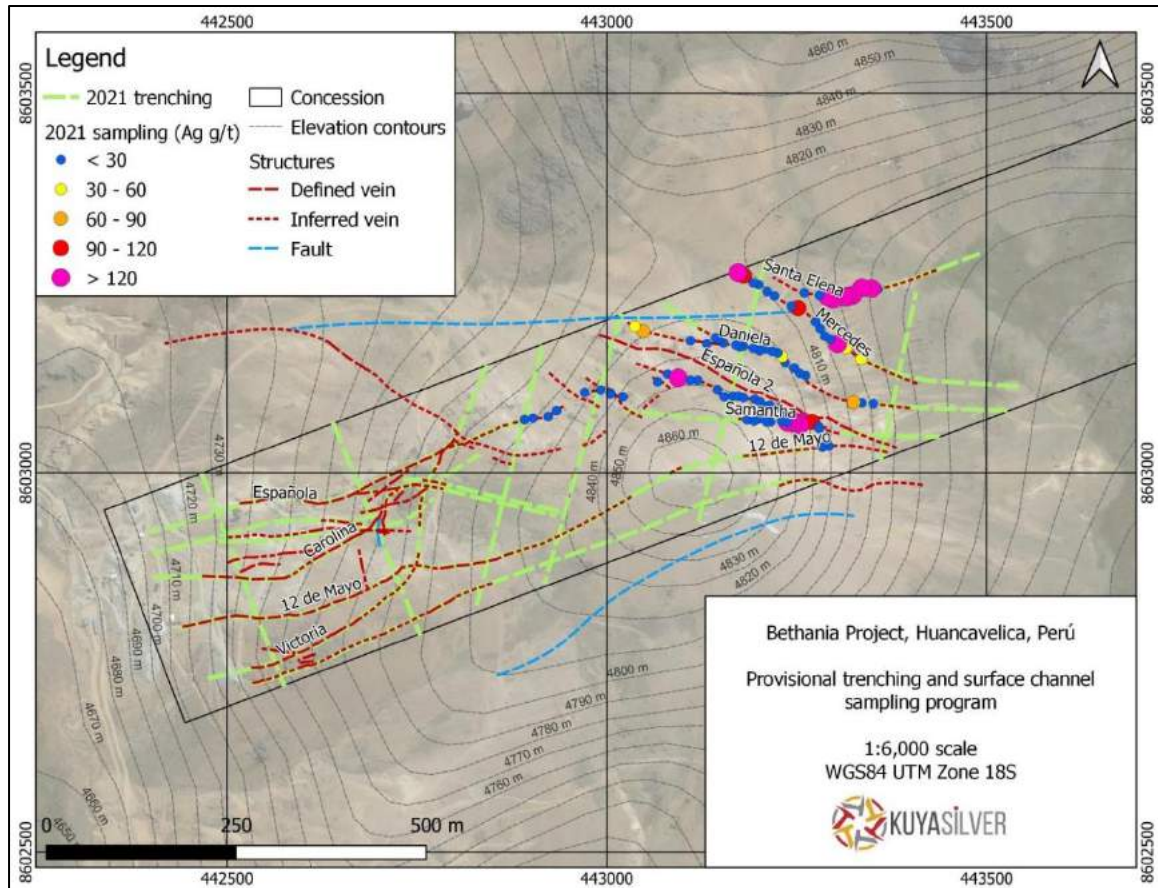 442500
443000
443500
8603500
8603500
Legend
2021 trenching
Concession
2021 sampling (Ag g/t)
Elevation contours
< 30
Structures
30 - 60
Defined vein
60 - 90
Inferred vein
90 - 120
Fault
> 120
4860 m
4850 m
4840 m
4830 m
4820 m
Santa Elena
Mercedes
Daniela
4810 m
Española 2
Samantha
12 de Mayo
4860 m
4850 m
4840 m
8603000
8603000
4730 m
4720 m
Española
Carolina
4710 m
12 de Mayo
4700 m
Victoria
4690 m
4680 m
4670 m
4660 m
4650 m
4830 m
4820 m
4800 m
4790 m
4780 m
4770 m
4760 m
Bethania Project, Huancavelica, Perú
Provisional trenching and surface channel
sampling program
1:6,000 scale
WGS84 UTM Zone 18S
KUYASILVER
0
250
500 m
8602500
8602500
442500
443000
443500